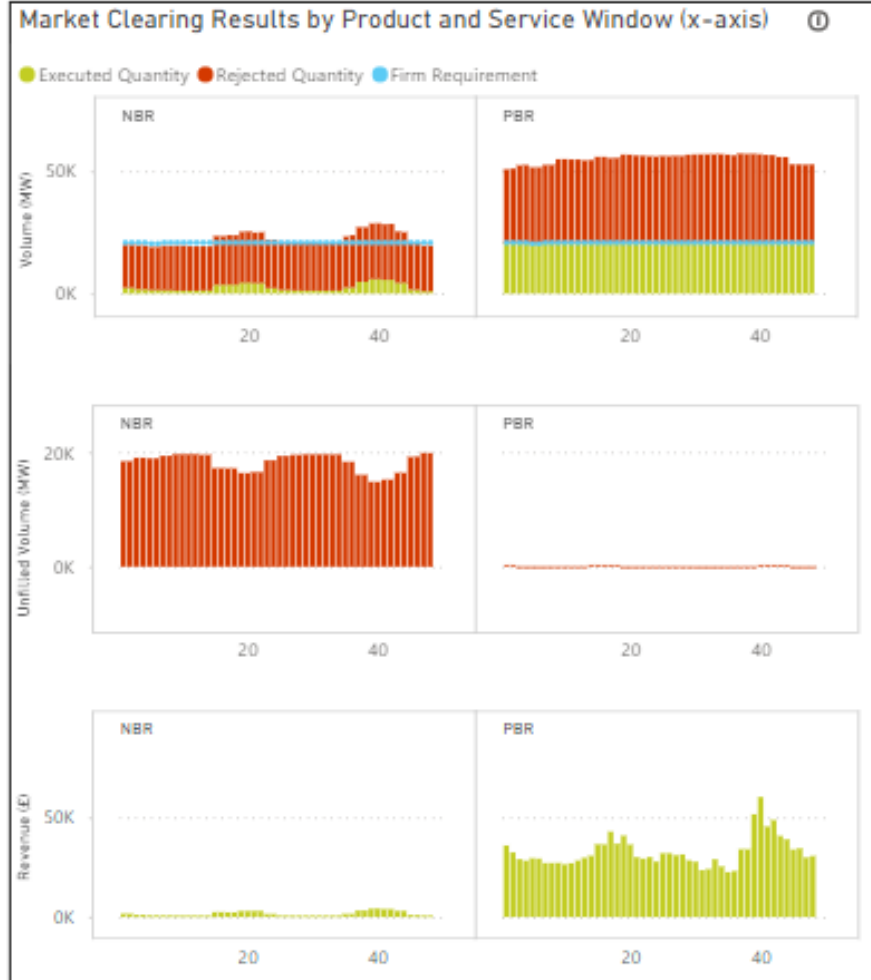 Market Clearing Results by Product and Service Window (x-axis)
Executed Quantity Rejected Quantity Firm Requirement
NBR PBR
Volume (MW)
50K
0K
20 40 20 40
NBR PBR
Unfilled Volume (MW)
20K
0K
20 40 20 40
NBR PBR
Revenue (£)
50K
0K
20 40 20 40